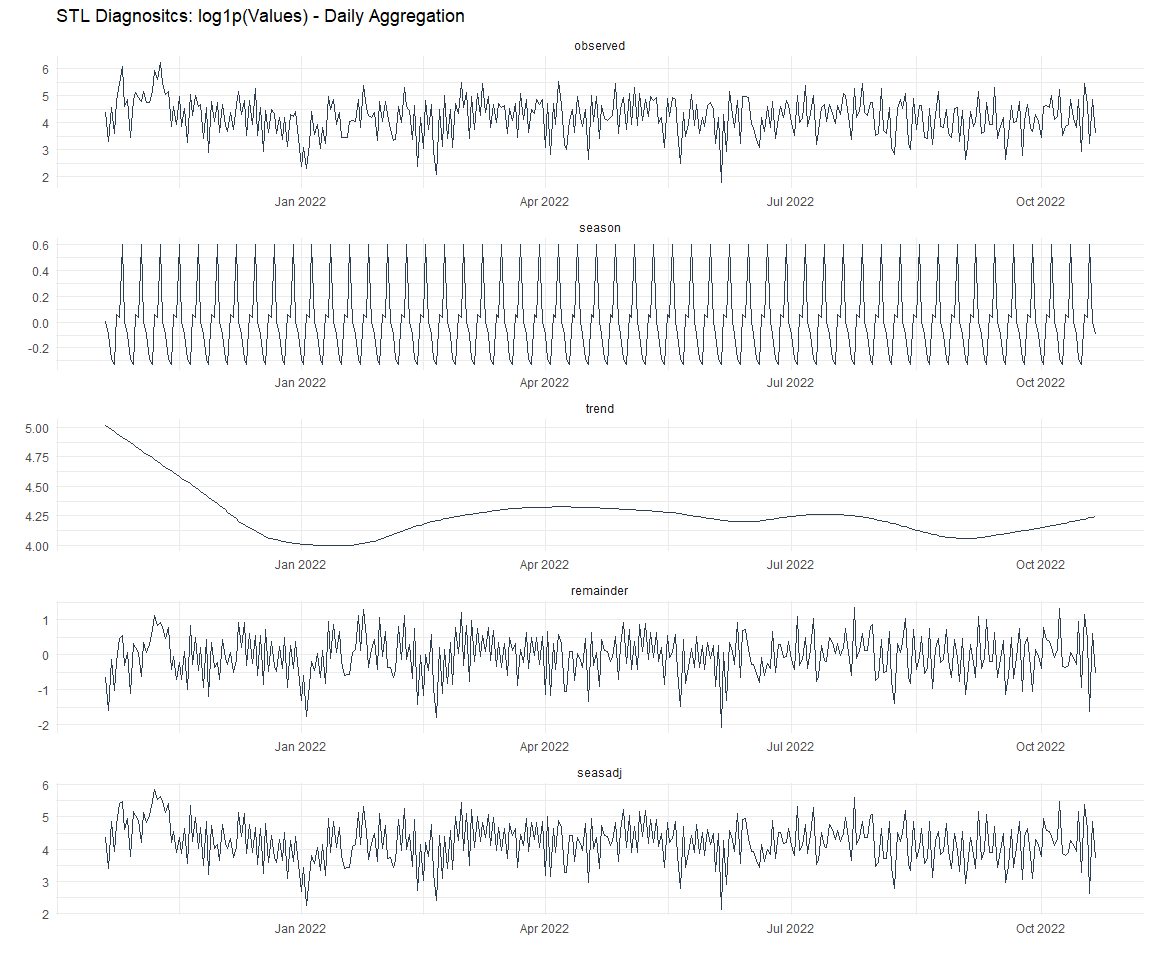 STL Diagnositcs: log1p(Values) - Daily Aggregation
observed
6
5
4
3
2
Jan 2022 Apr 2022 Jul 2022 Oct 2022
season
0.6
0.4
0.2
0.0
-0.2
Jan 2022 Apr 2022 Jul 2022 Oct 2022
trend
5.00
4.75
4.50
4.25
4.00
Jan 2022 Apr 2022 Jul 2022 Oct 2022
remainder
1
0
-1
-2
Jan 2022 Apr 2022 Jul 2022 Oct 2022
seasadj
6
5
4
3
2
Jan 2022 Apr 2022 Jul 2022 Oct 2022